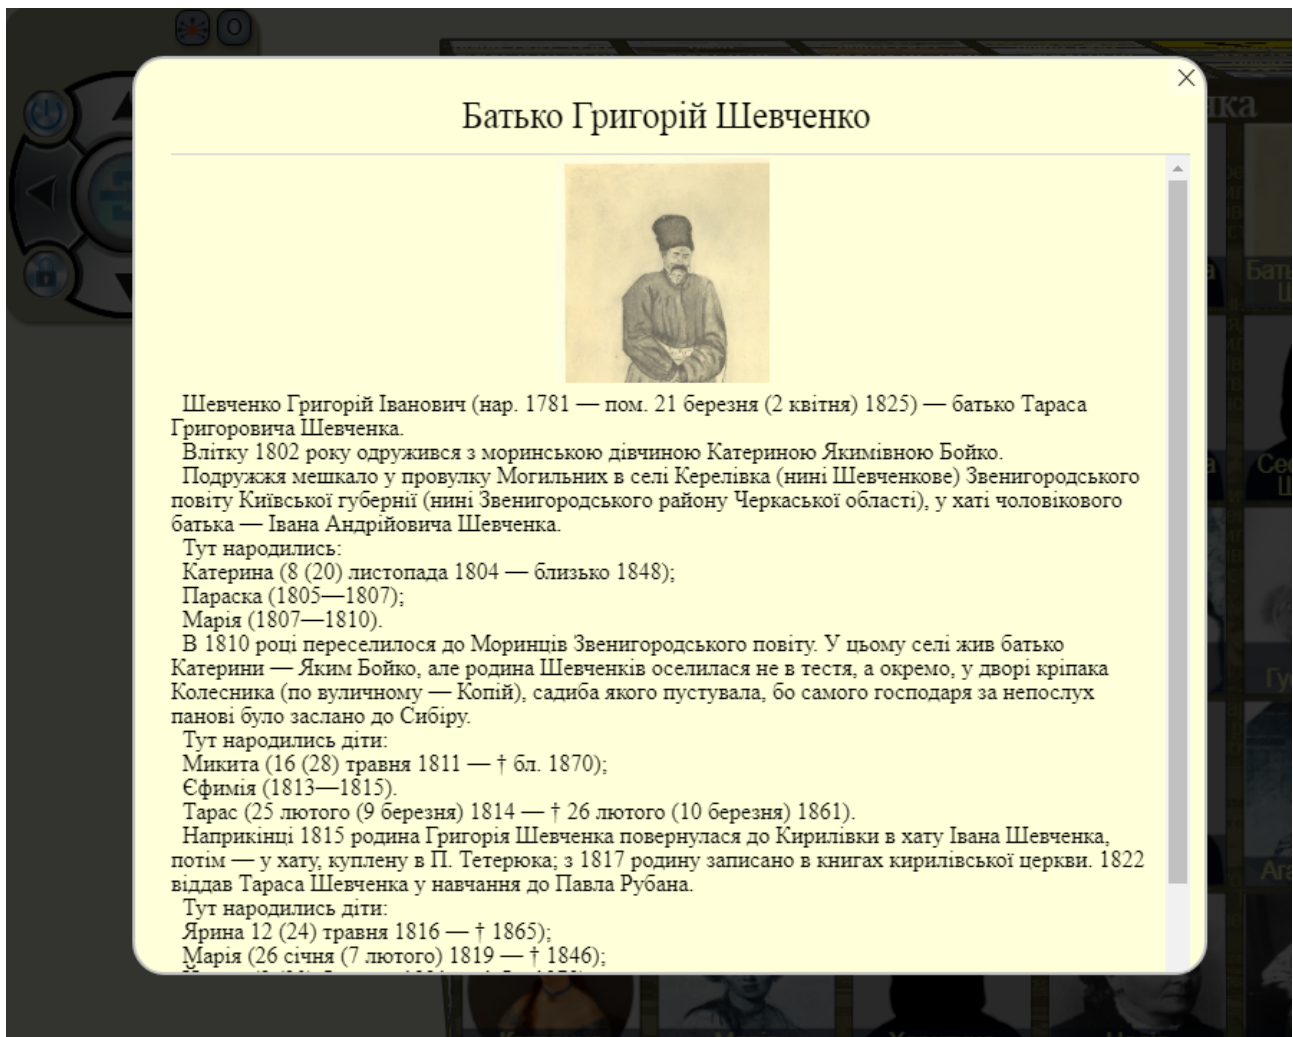 О
Батько Григорій Шевченко
Шевченко Григорій Іванович (нар. 1781 — пом. 21 березня (2 квітня) 1825) — батько Тараса
Григоровича Шевченка.
Влітку 1802 року одружився з моринською дівчиною Катериною Якимівною Бойко.
Подружжя мешкало у провулку Могильних в селі Керелівка (нині Шевченкове) Звенигородського
повіту Київської губернії (нині Звенигородського району Черкаської області), у хаті чоловікового
батька — Івана Андрійовича Шевченка.
Тут народились:
Катерина (8 (20) листопада 1804 — близько 1848);
Параска (1805—1807);
Марія (1807—1810).
В 1810 році переселилося до Моринців Звенигородського повіту. У цьому селі жив батько
Катерини — Яким Бойко, але родина Шевченків оселилася не в тестя, а окремо, у дворі кріпака
Колесника (по вуличному — Копій), садиба якого пустувала, бо самого господаря за непослух
панові було заслано до Сибіру.
Тут народились діти:
Микита (16 (28) травня 1811 — † бл. 1870);
Єфимія (1813—1815).
Тарас (25 лютого (9 березня) 1814 — † 26 лютого (10 березня) 1861).
Наприкінці 1815 родина Григорія Шевченка повернулася до Кирилівки в хату Івана Шевченка,
потім — у хату, куплену в П. Тетерюка; з 1817 родину записано в книгах кирилівської церкви. 1822
віддав Тараса Шевченка у навчання до Павла Рубана.
Тут народились діти:
Ярина 12 (24) травня 1816 — † 1865);
Марія (26 січня (7 лютого) 1819 — † 1846);